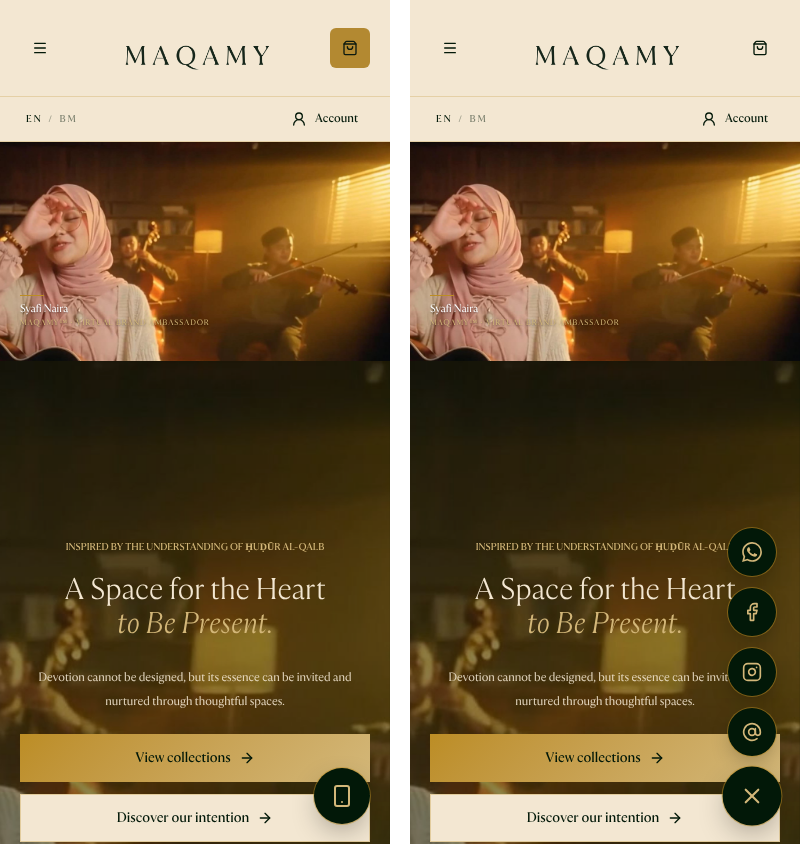 MAQAMY
EN / BM
Account
Syafi Naira
AMBASSADOR
INSPIRED BY THE UNDERSTANDING OF ḤUḌŪR AL-QALB
A Space for the Heart
to Be Present.
Devotion cannot be designed, but its essence can be invited and
nurtured through thoughtful spaces.
View collections →
Discover our intention →
MAQAMY
EN / BM
Account
Syafi Naira
AMBASSADOR
INSPIRED BY THE UNDERSTANDING OF ḤUḌŪR AL-QAL
A Space for the Heart
to Be Present.
Devotion cannot be designed, but its essence can be invit
nurtured through thoughtful spaces.
View collections →
Discover our intention →